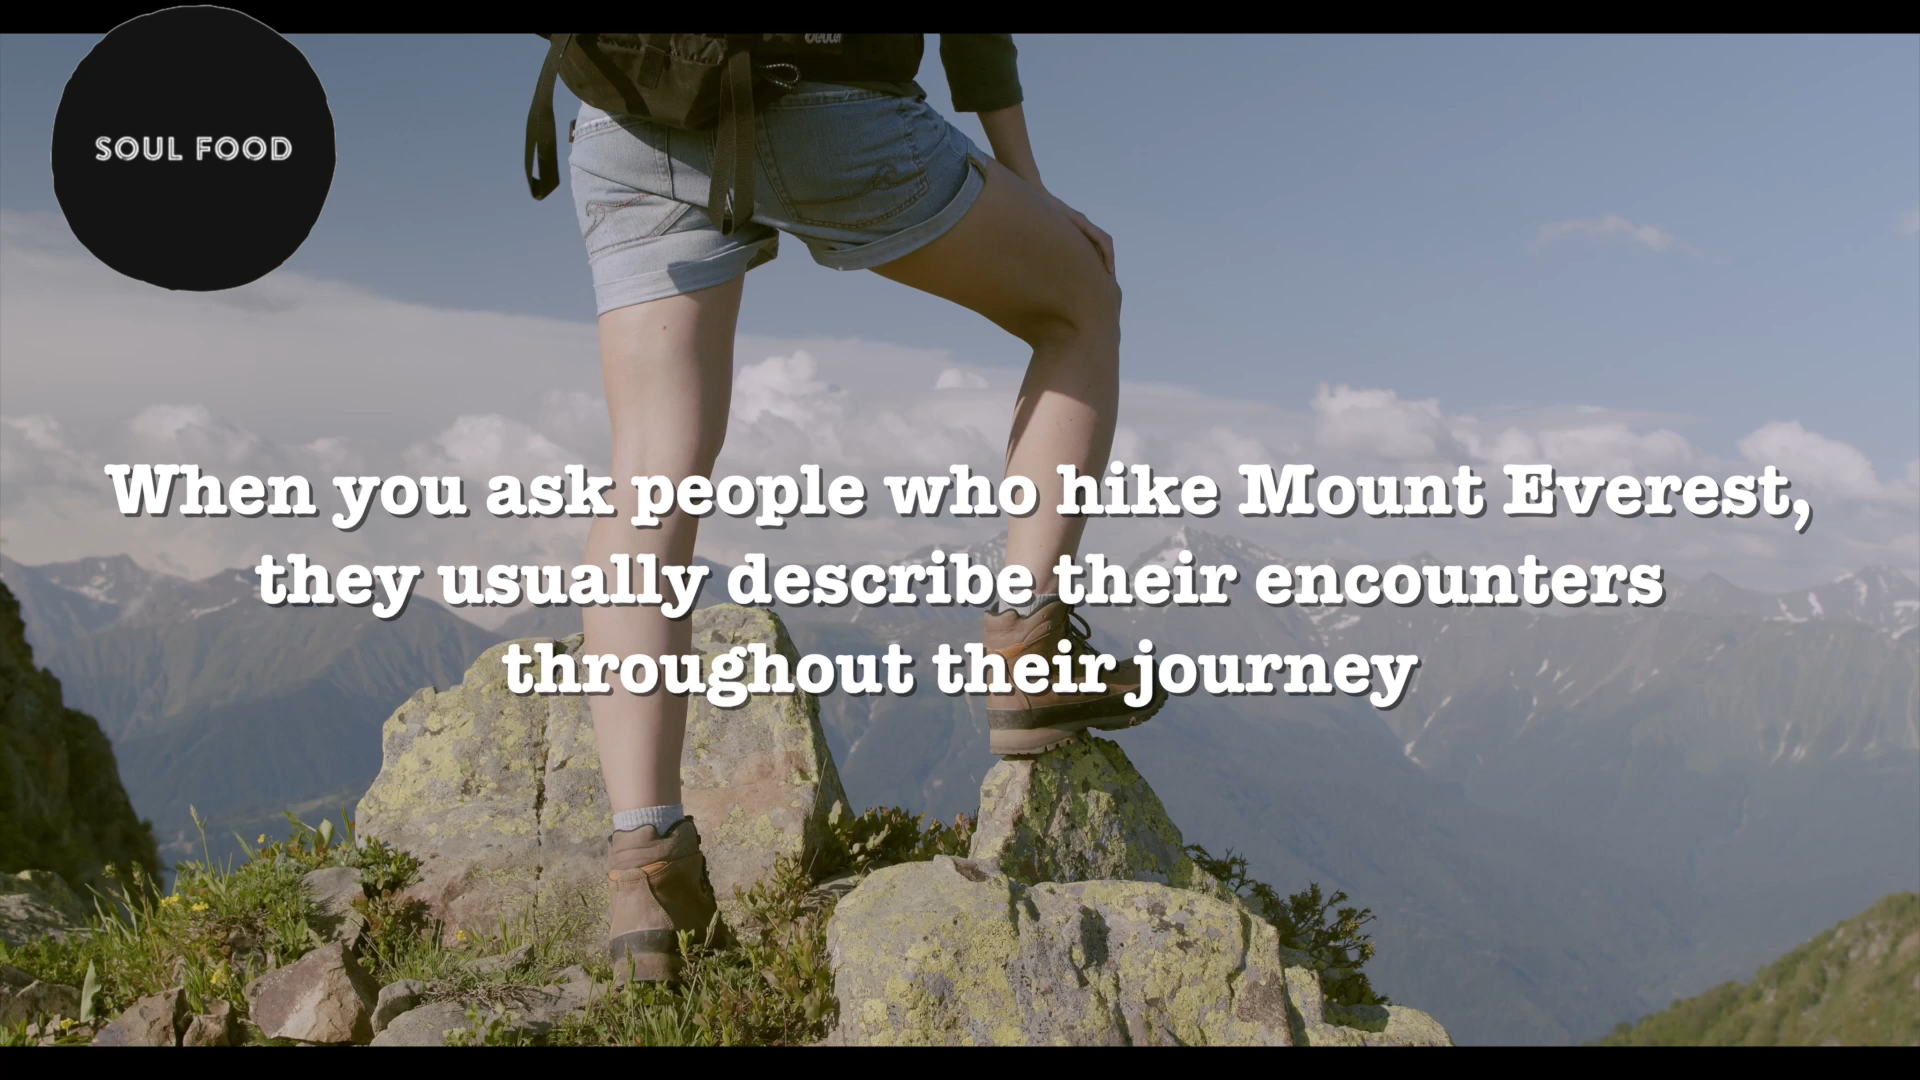 SOUL FOOD
When you ask people who hike Mount Everest,
they usually describe their encounters
throughout their journey